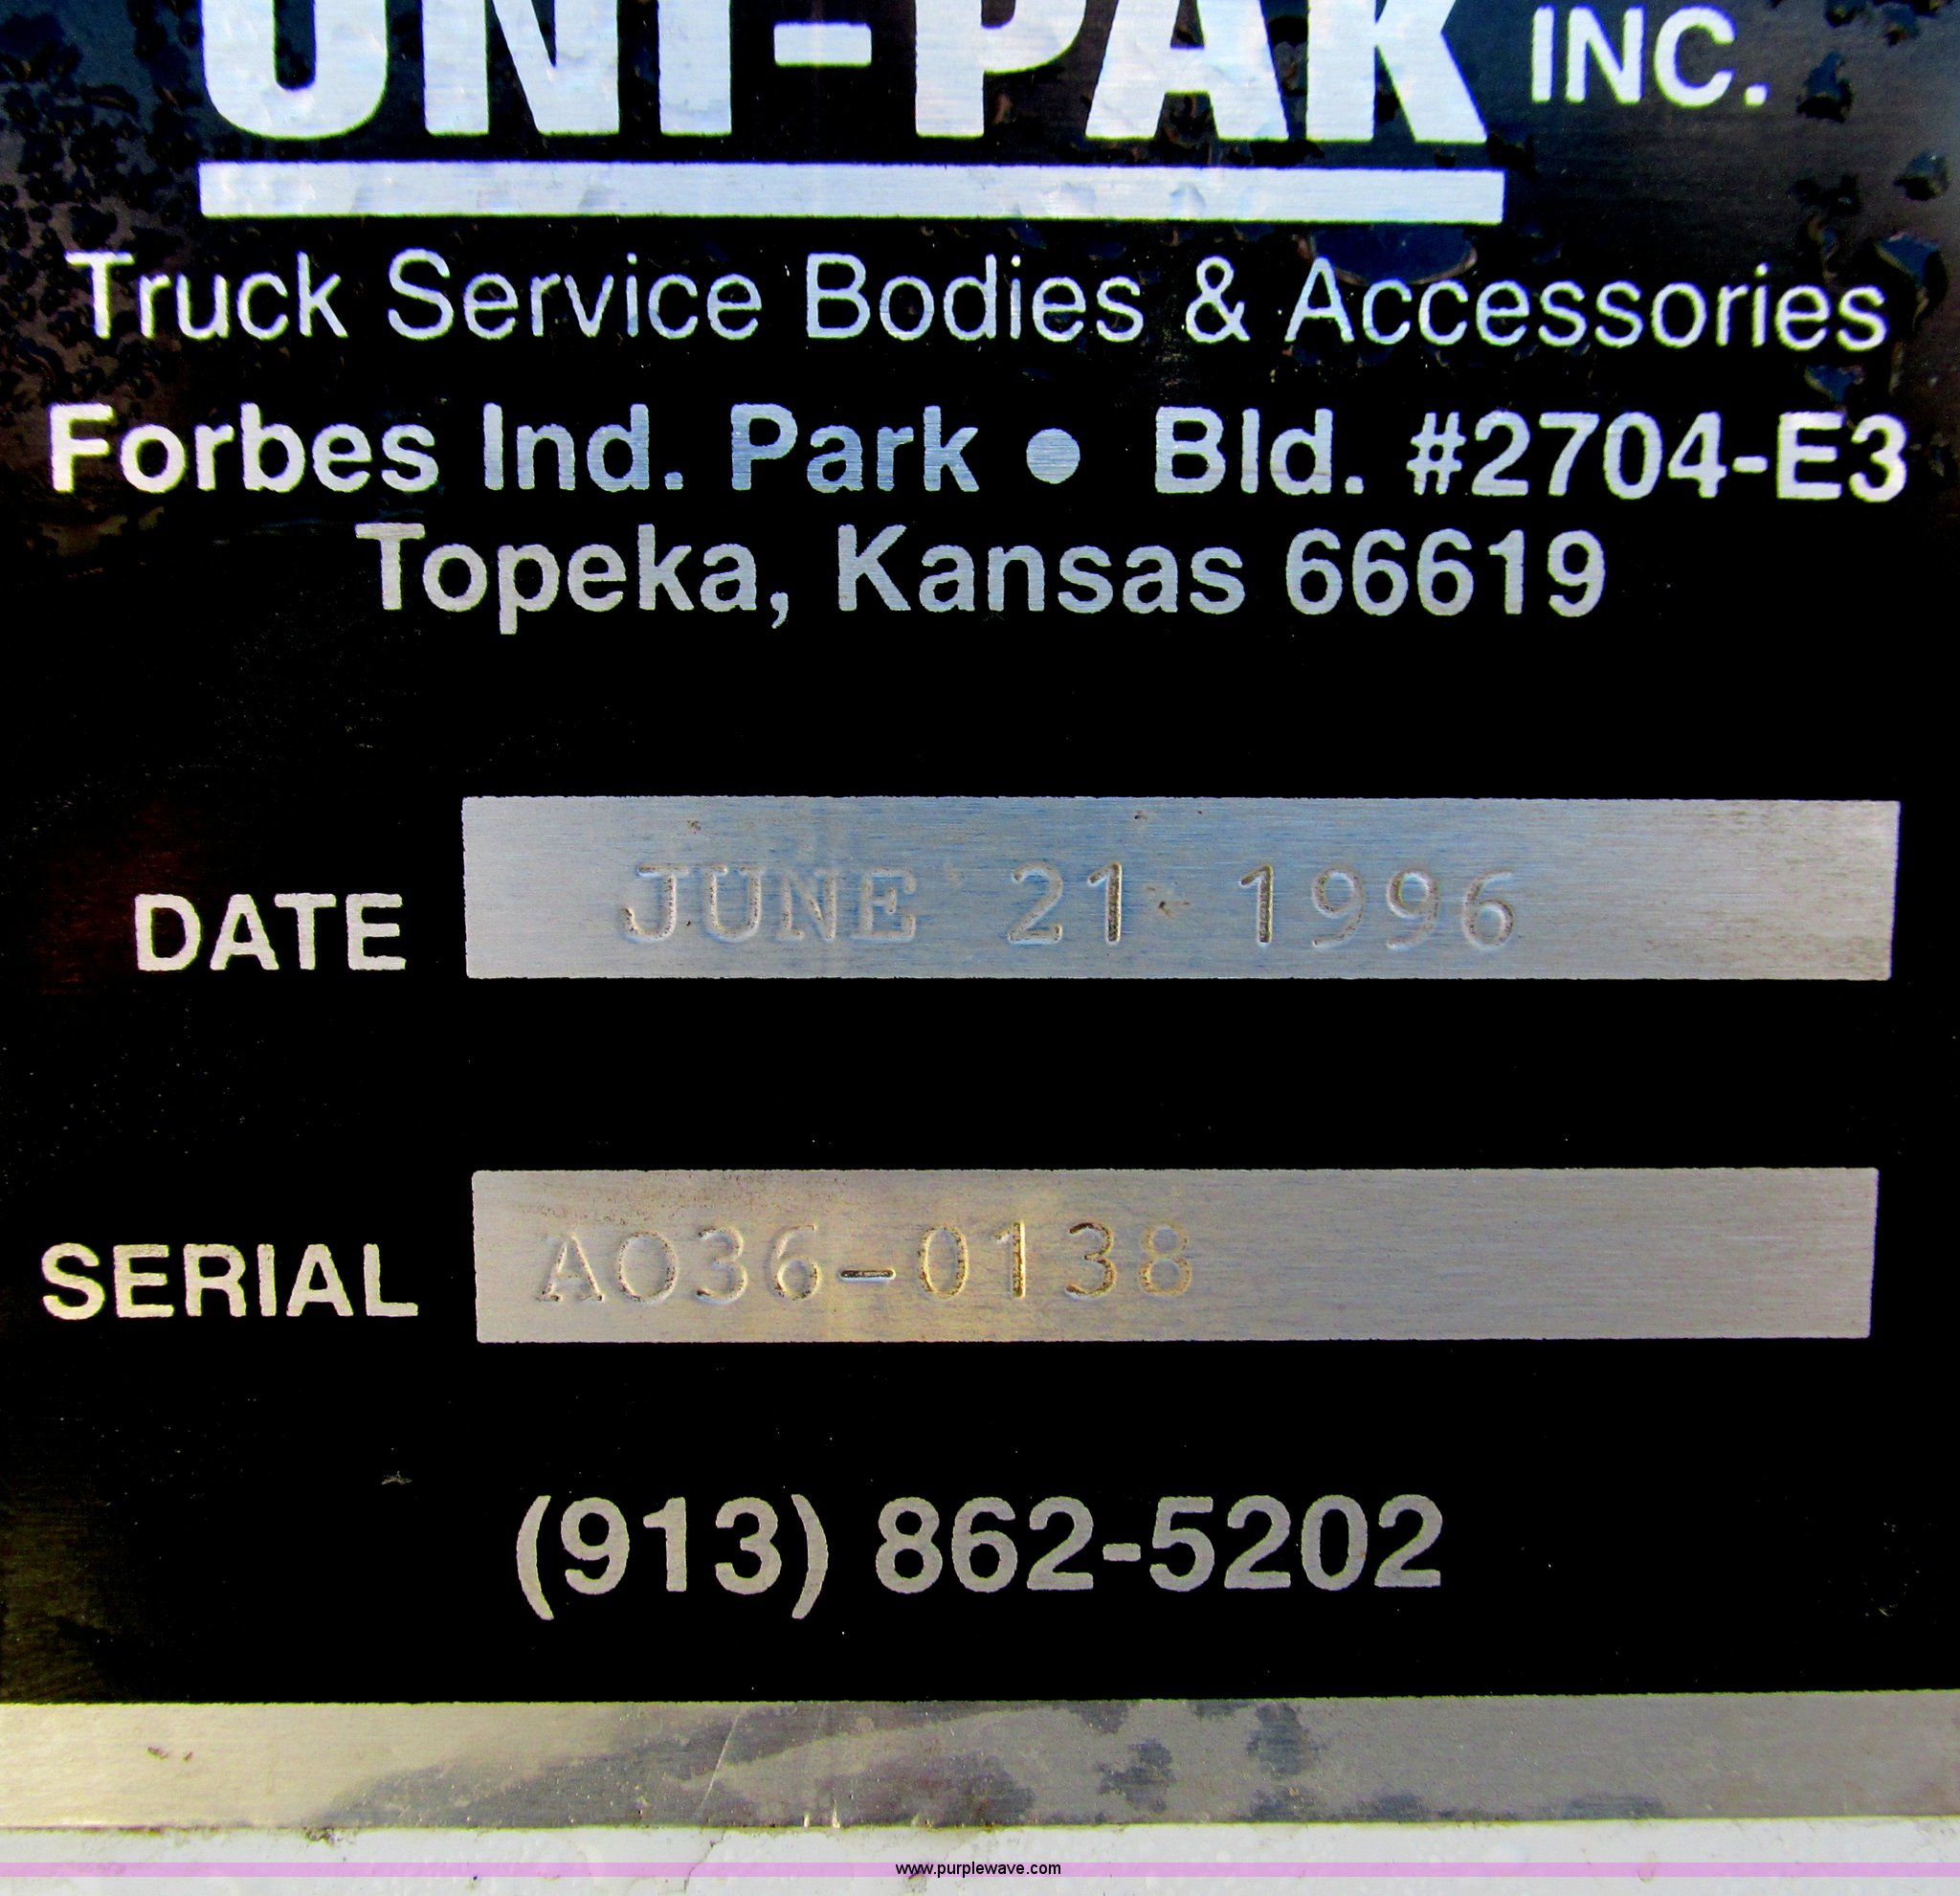 UNI-PAK INC.
Truck Service Bodies & Accessories
Forbes Ind. Park • Bld. #2704-E3
Topeka, Kansas 66619
DATE JUNE 21 1996
SERIAL AO36-0138
(913) 862-5202
www.purplewave.com